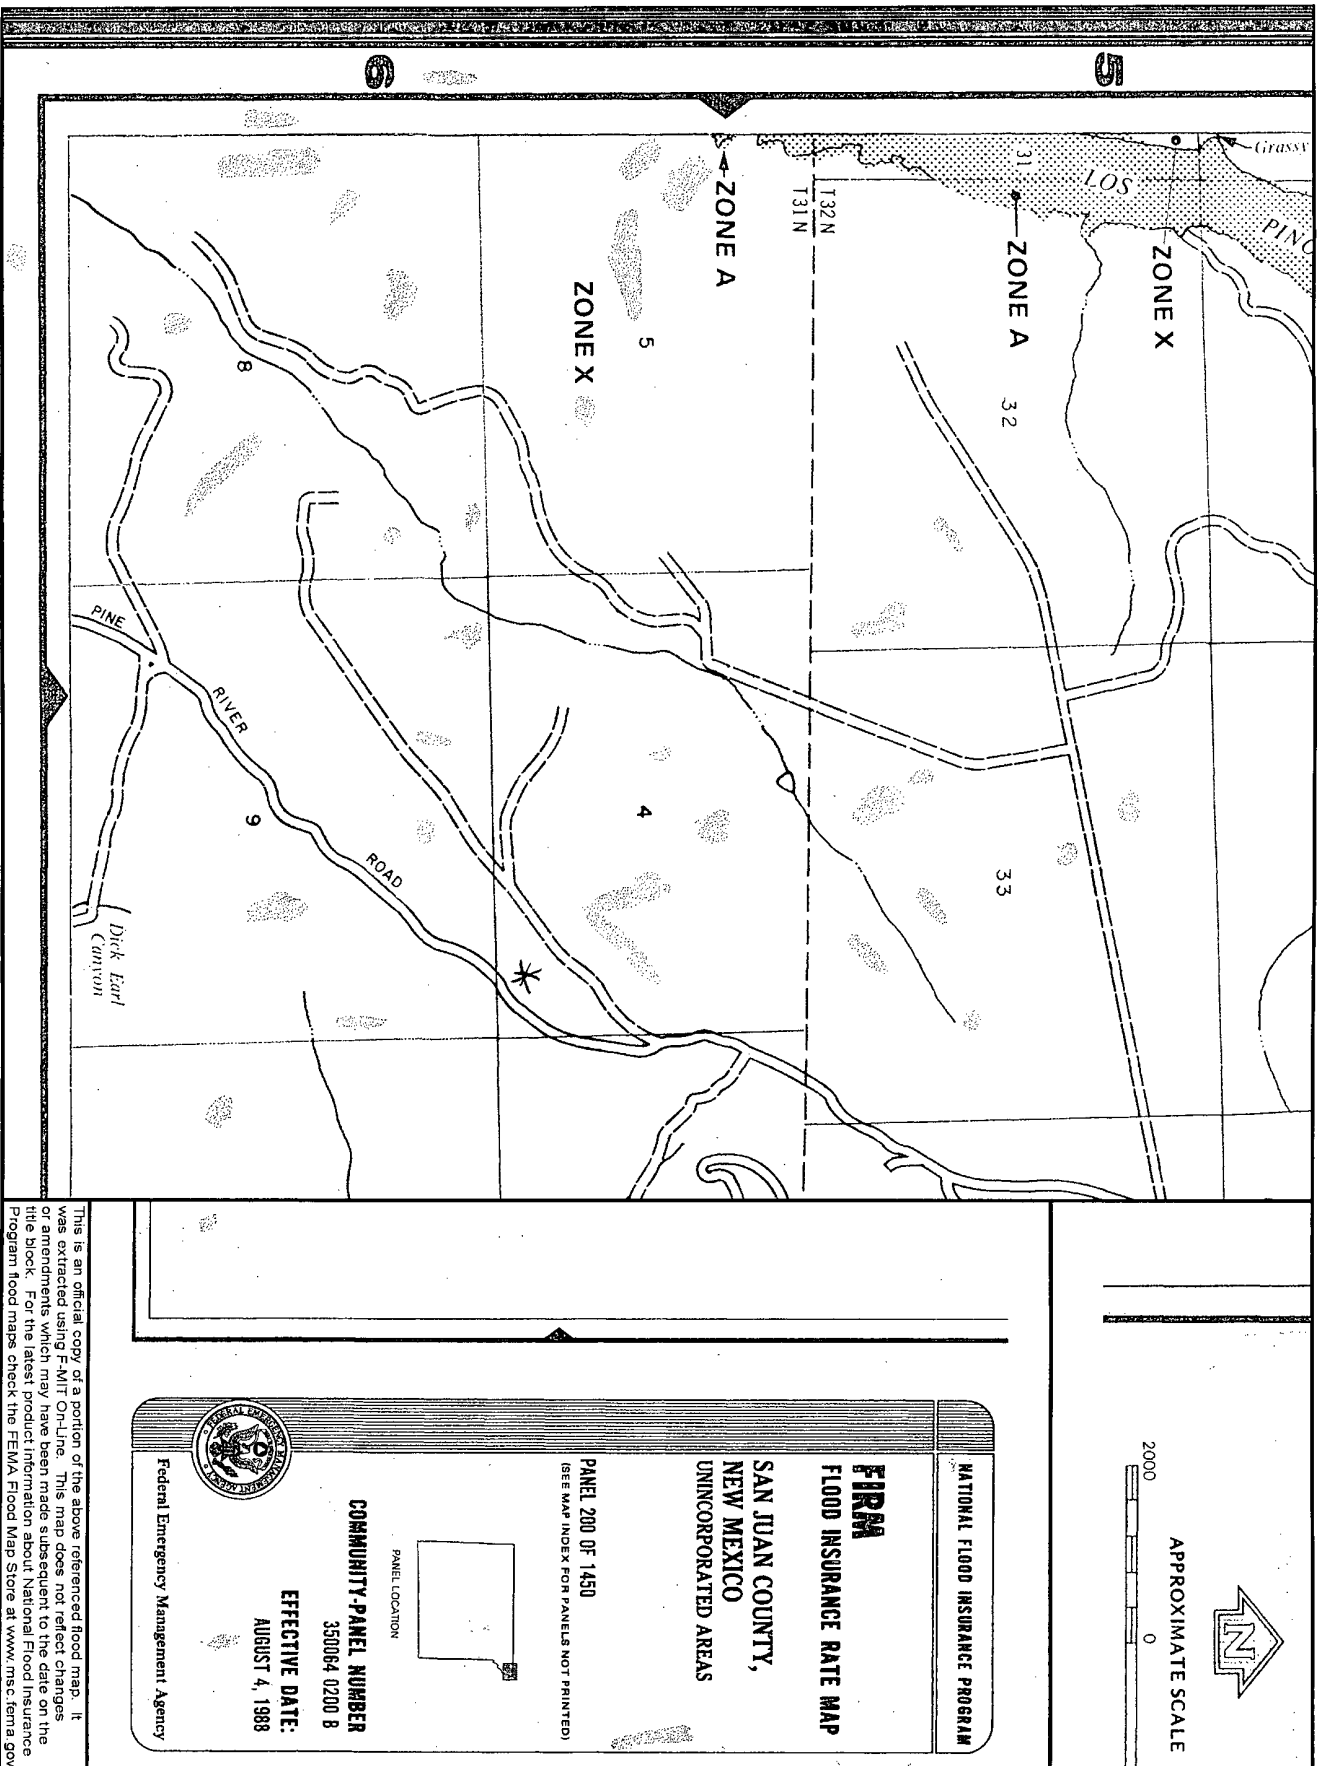 6
5
Grassy
LOS
PINO
31
ZONE A
ZONE X
T32N
T31N
ZONE A
ZONE X
5
32
8
PINE
RIVER
ROAD
9
4
33
Dick Earl
Canyon
APPROXIMATE SCALE
2000
0
N
NATIONAL FLOOD INSURANCE PROGRAM
FIRM
FLOOD INSURANCE RATE MAP
SAN JUAN COUNTY,
NEW MEXICO
UNINCORPORATED AREAS
PANEL 200 OF 1450
(SEE MAP INDEX FOR PANELS NOT PRINTED)
PANEL LOCATION
COMMUNITY-PANEL NUMBER
350064 0200 B
EFFECTIVE DATE:
AUGUST 4, 1988
FEDERAL EMERGENCY MANAGEMENT AGENCY
Federal Emergency Management Agency
This is an official copy of a portion of the above referenced flood map. It
was extracted using F-MIT On-Line. This map does not reflect changes
or amendments which may have been made subsequent to the date on the
title block. For the latest product information about National Flood Insurance
Program flood maps check the FEMA Flood Map Store at www.msc.fema.gov